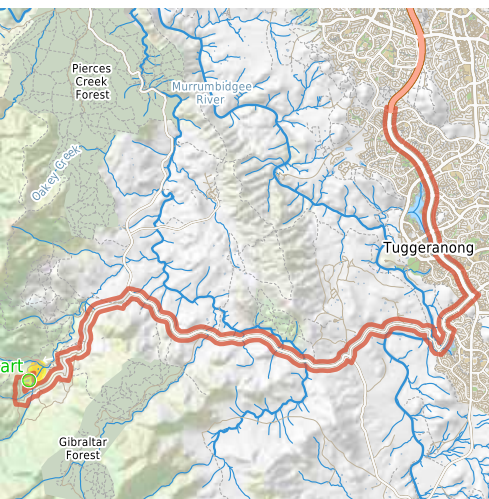 Pierces
Creek
Forest
Murrumbidgee
River
Oakey Creek
Tuggeranong
art
Gibraltar
Forest